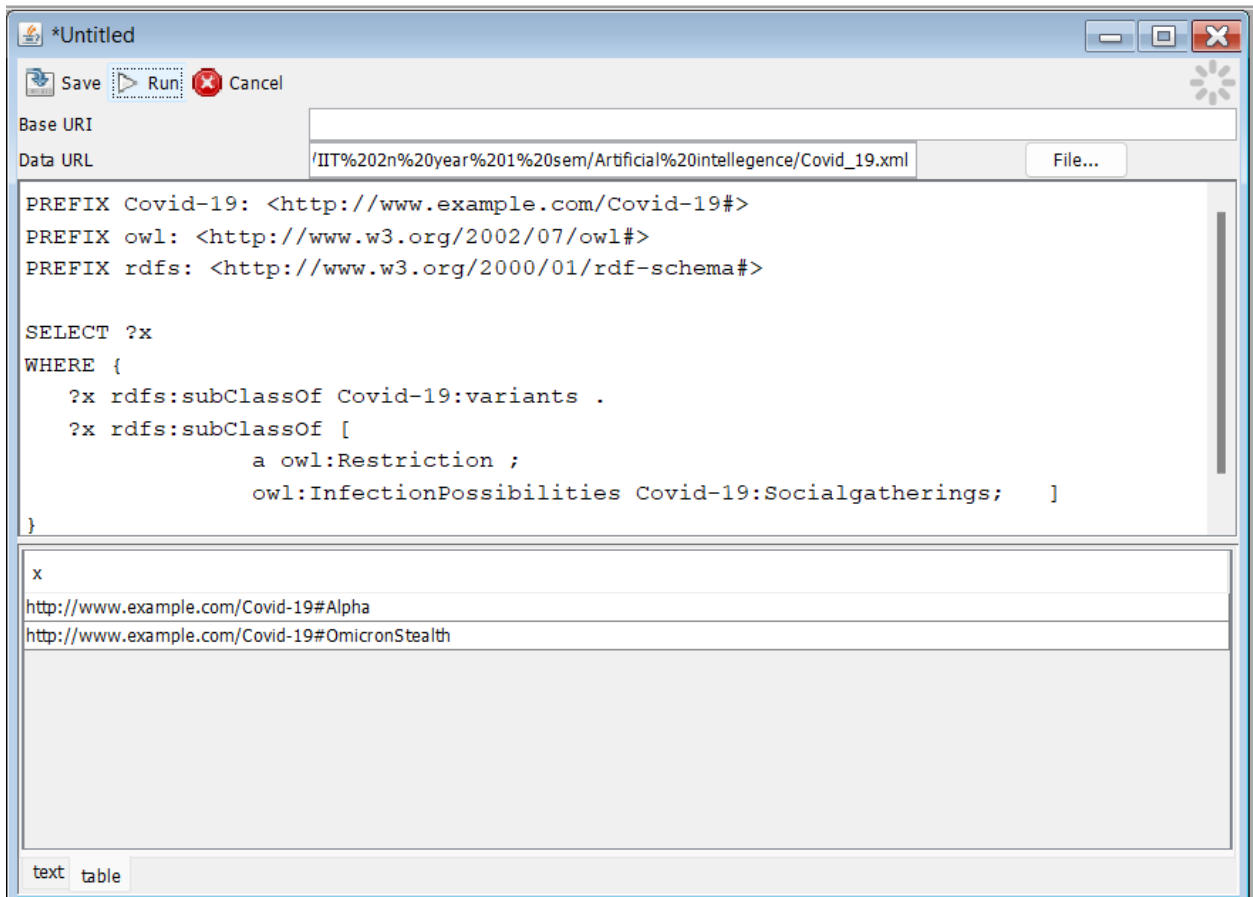 *Untitled
Save Run Cancel
Base URI
Data URL /IIT%202n%20year%201%20sem/Artificial%20intellegence/Covid_19.xml File...
PREFIX Covid-19: <http://www.example.com/Covid-19#>
PREFIX owl: <http://www.w3.org/2002/07/owl#>
PREFIX rdfs: <http://www.w3.org/2000/01/rdf-schema#>
SELECT ?x
WHERE {
?x rdfs:subClassOf Covid-19:variants .
?x rdfs:subClassOf [
a owl:Restriction ;
owl:InfectionPossibilities Covid-19:Socialgatherings; ]
}
x
http://www.example.com/Covid-19#Alpha
http://www.example.com/Covid-19#OmicronStealth
text table